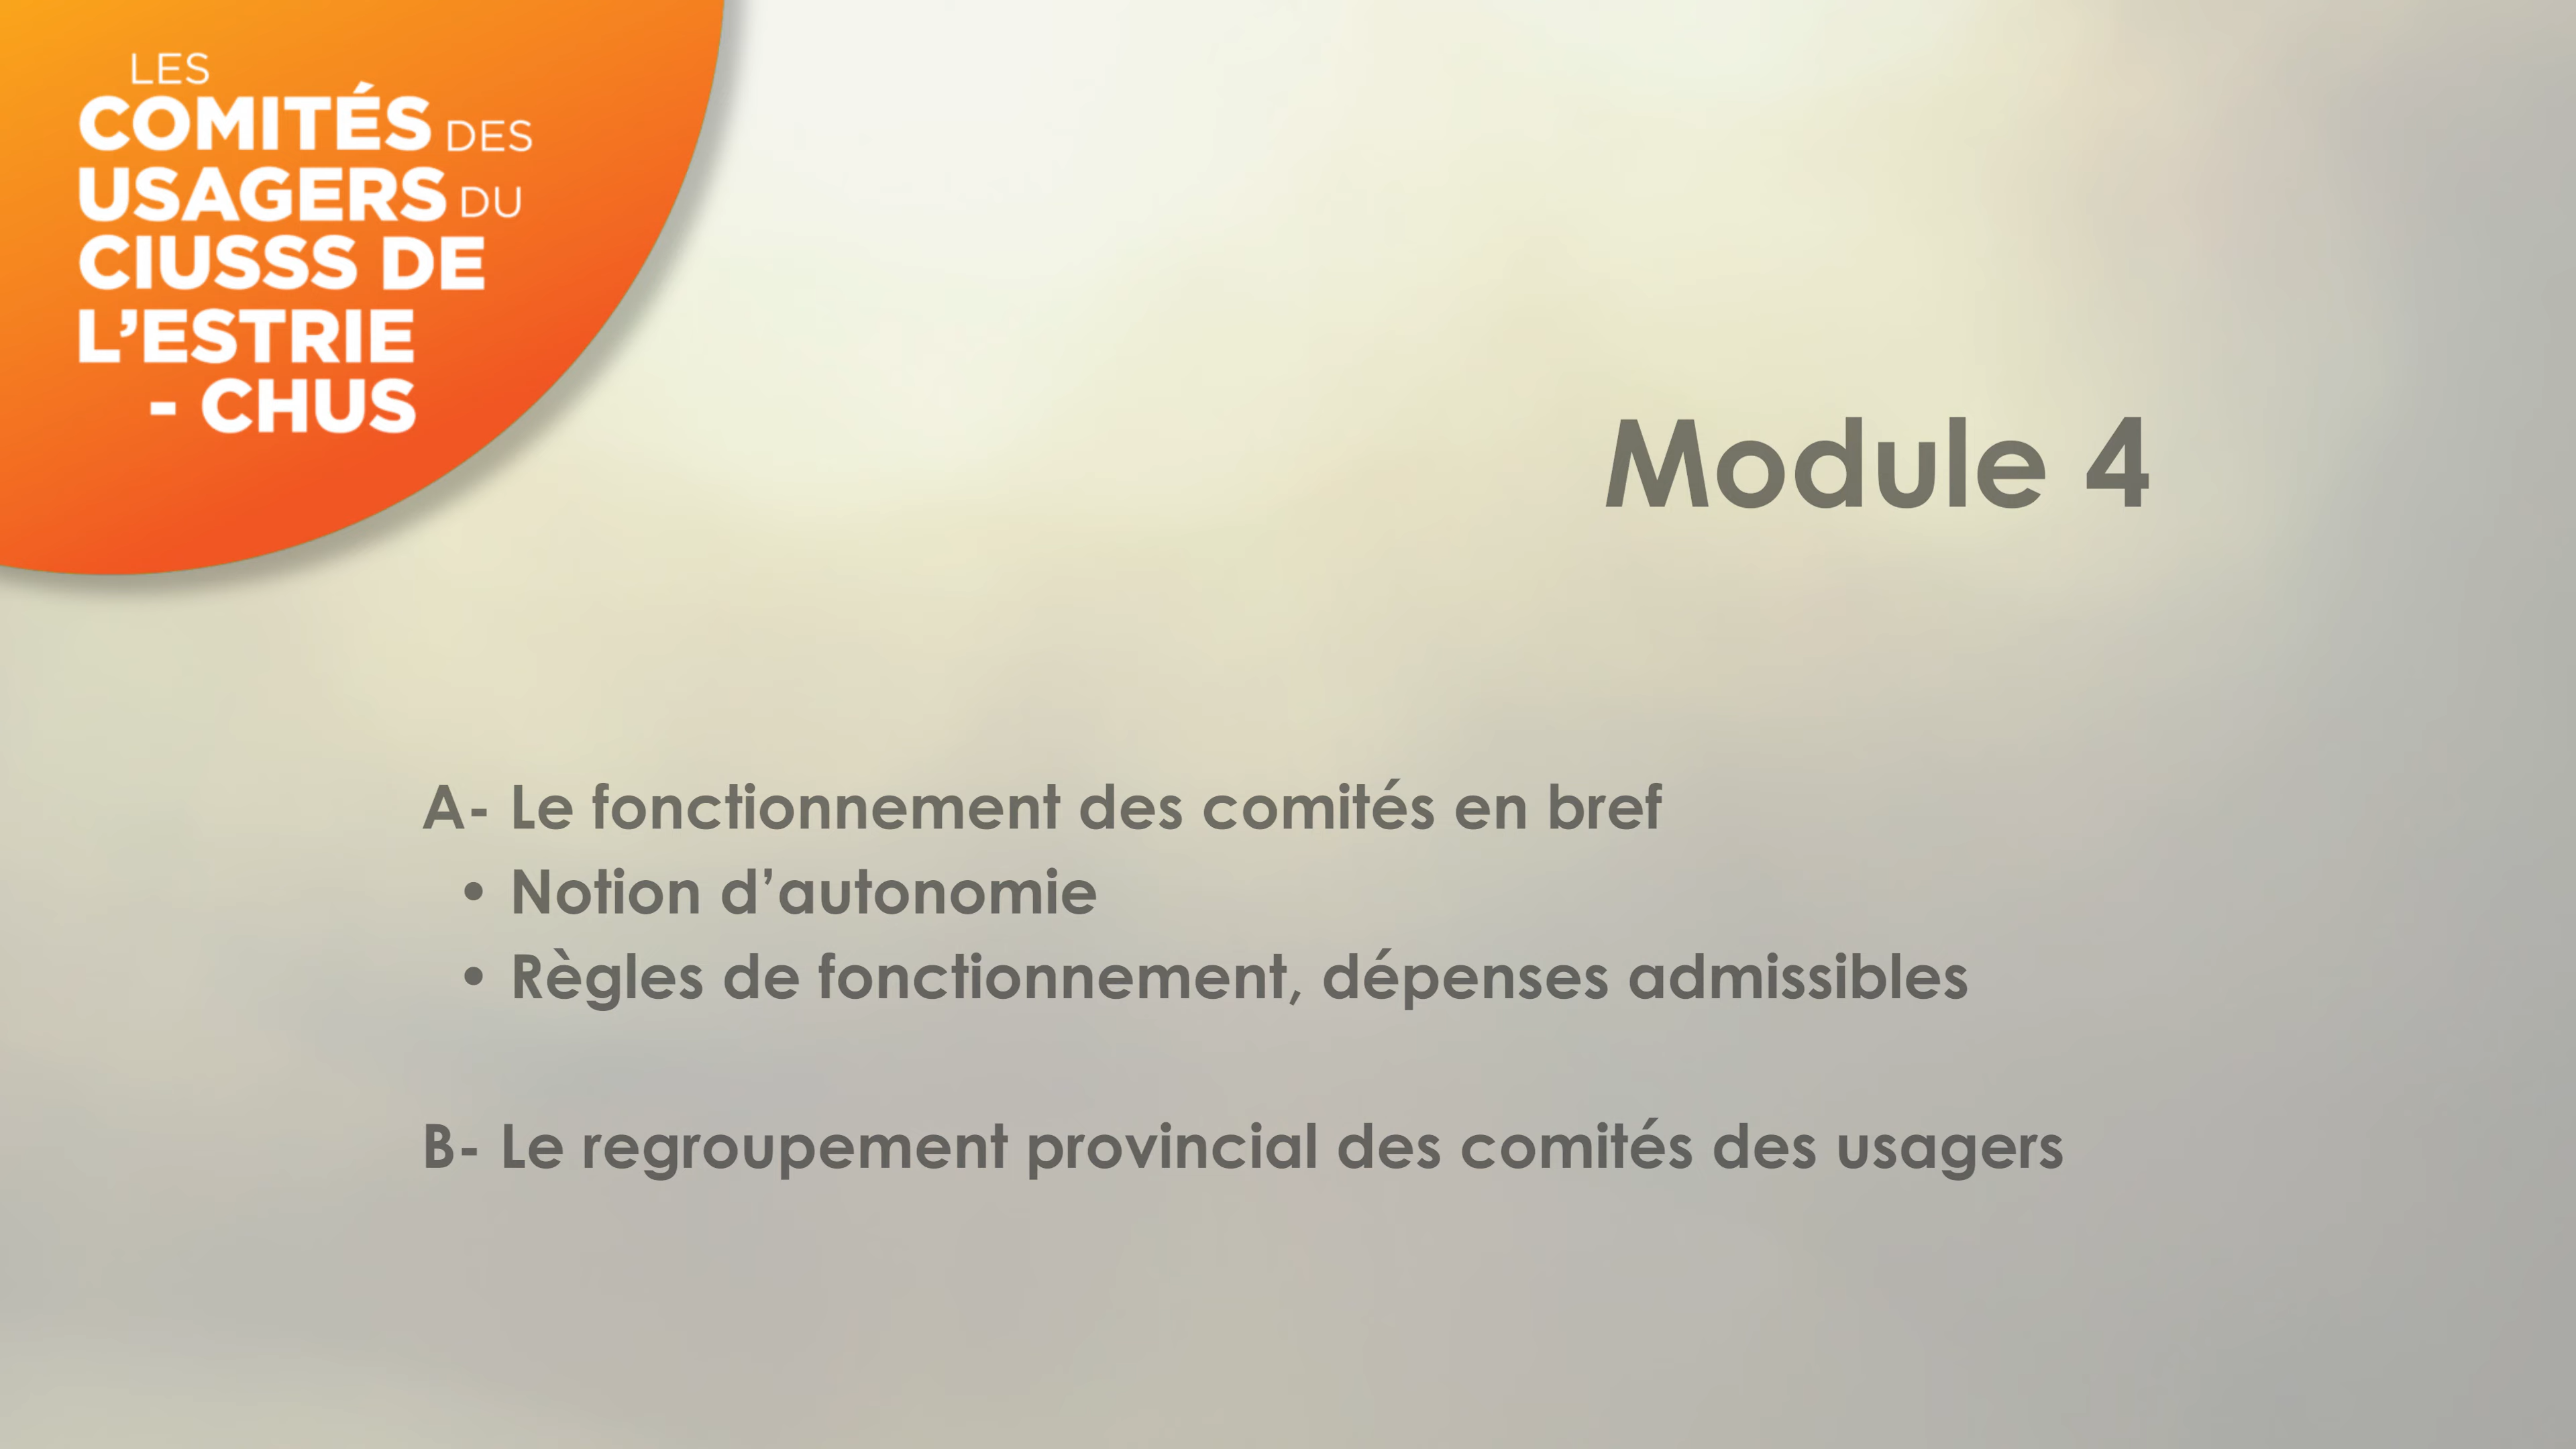 LES
COMITÉS DES
USAGERS DU
CIUSSS DE
L’ESTRIE
- CHUS
Module 4
A- Le fonctionnement des comités en bref
• Notion d’autonomie
• Règles de fonctionnement, dépenses admissibles
B- Le regroupement provincial des comités des usagers